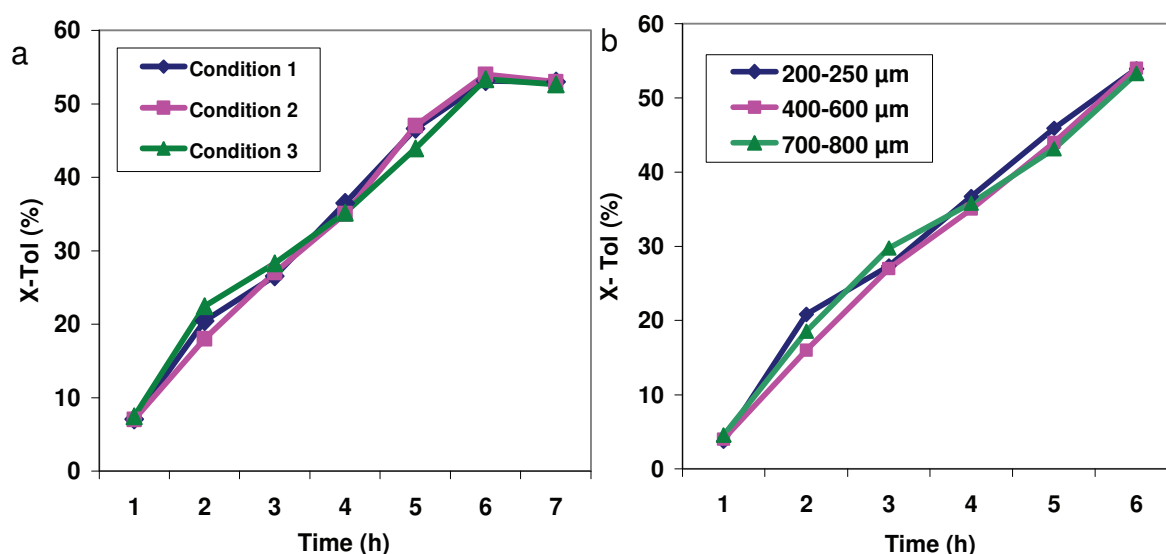 a
60
50
40
30
20
10
0
X-Tol (%)
Condition 1
Condition 2
Condition 3
1 2 3 4 5 6 7
Time (h)
b
60
50
40
30
20
10
0
X- Tol (%)
200-250 µm
400-600 µm
700-800 µm
1 2 3 4 5 6
Time (h)